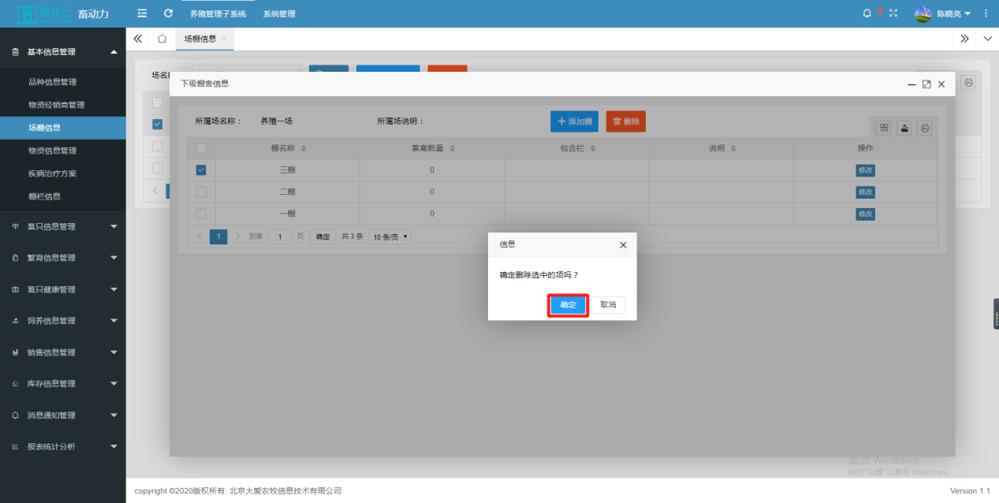 爱牧云 畜动力
养殖管理子系统 系统管理
陈晓亮
基本信息管理
品种信息管理
物资经销商管理
场棚信息
物资信息管理
疾病治疗方案
棚栏信息
畜只信息管理
繁育信息管理
畜只健康管理
饲养信息管理
销售信息管理
库存信息管理
消息通知管理
报表统计分析
场棚信息
场名称
下级棚舍信息
所属场名称： 养殖一场 所属场说明： 添加棚 删除
棚名称 畜禽数量 包含栏 说明 操作
三棚 0 修改
二棚 0 修改
一棚 0 修改
1 到第 1 页 确定 共 3 条 10 条/页
信息
确定删除选中的项吗？
确定 取消
激活 Windows
转到"设置"以激活 Windows。
copyright ©2020版权所有: 北京大爱农牧信息技术有限公司 Version 1.1